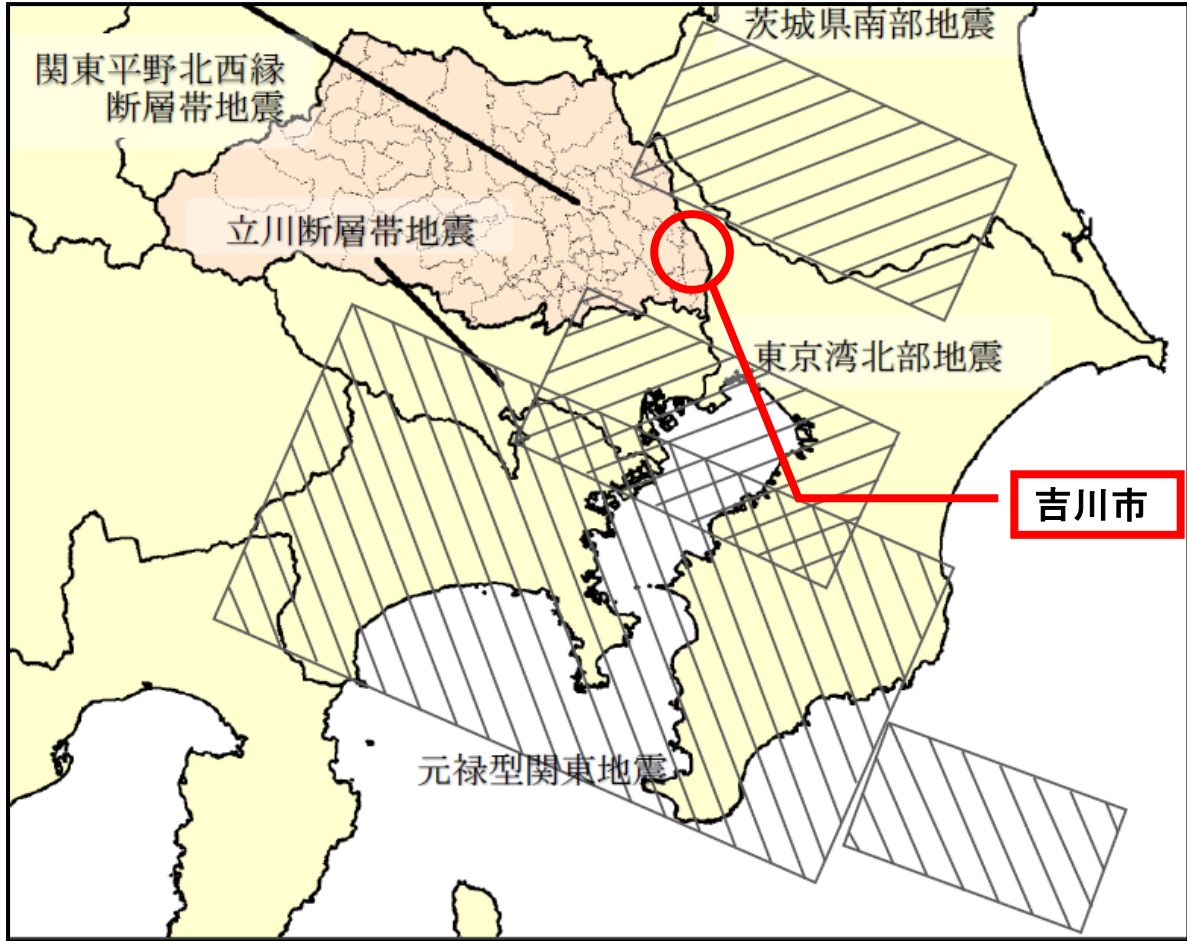 茨城県南部地震
関東平野北西縁
断層帯地震
立川断層帯地震
東京湾北部地震
吉川市
元禄型関東地震